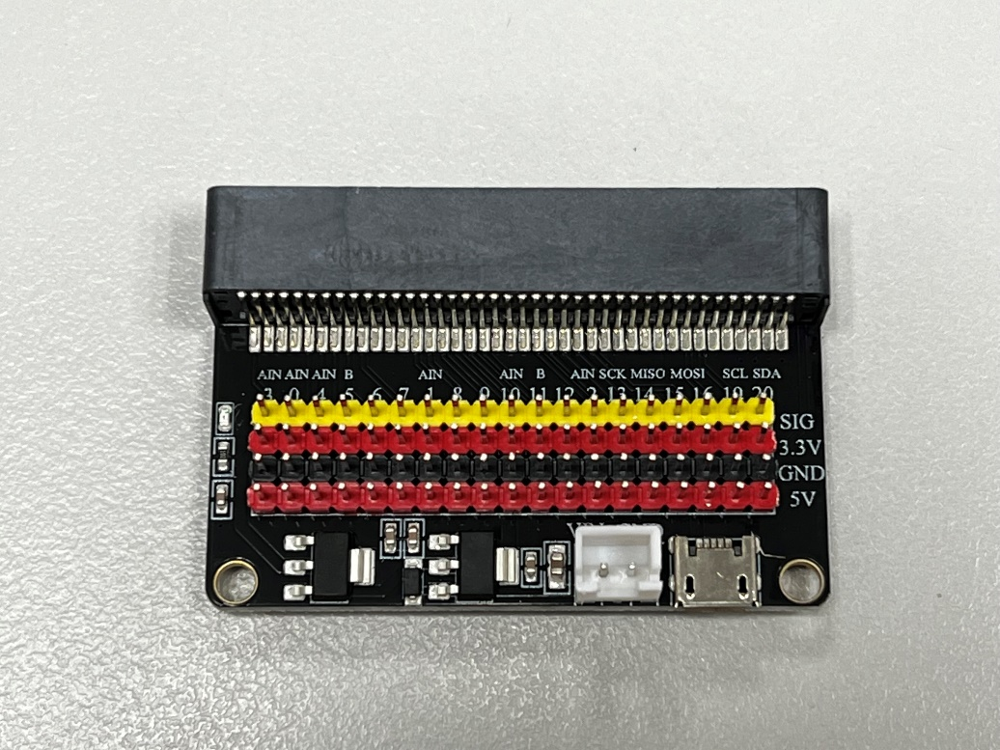 AIN AIN AIN B AIN AIN B AIN SCK MISO MOSI SCL SDA
3 0 4 5 6 7 1 8 9 10 11 12 2 13 14 15 16 19 20
SIG
3.3V
GND
5V